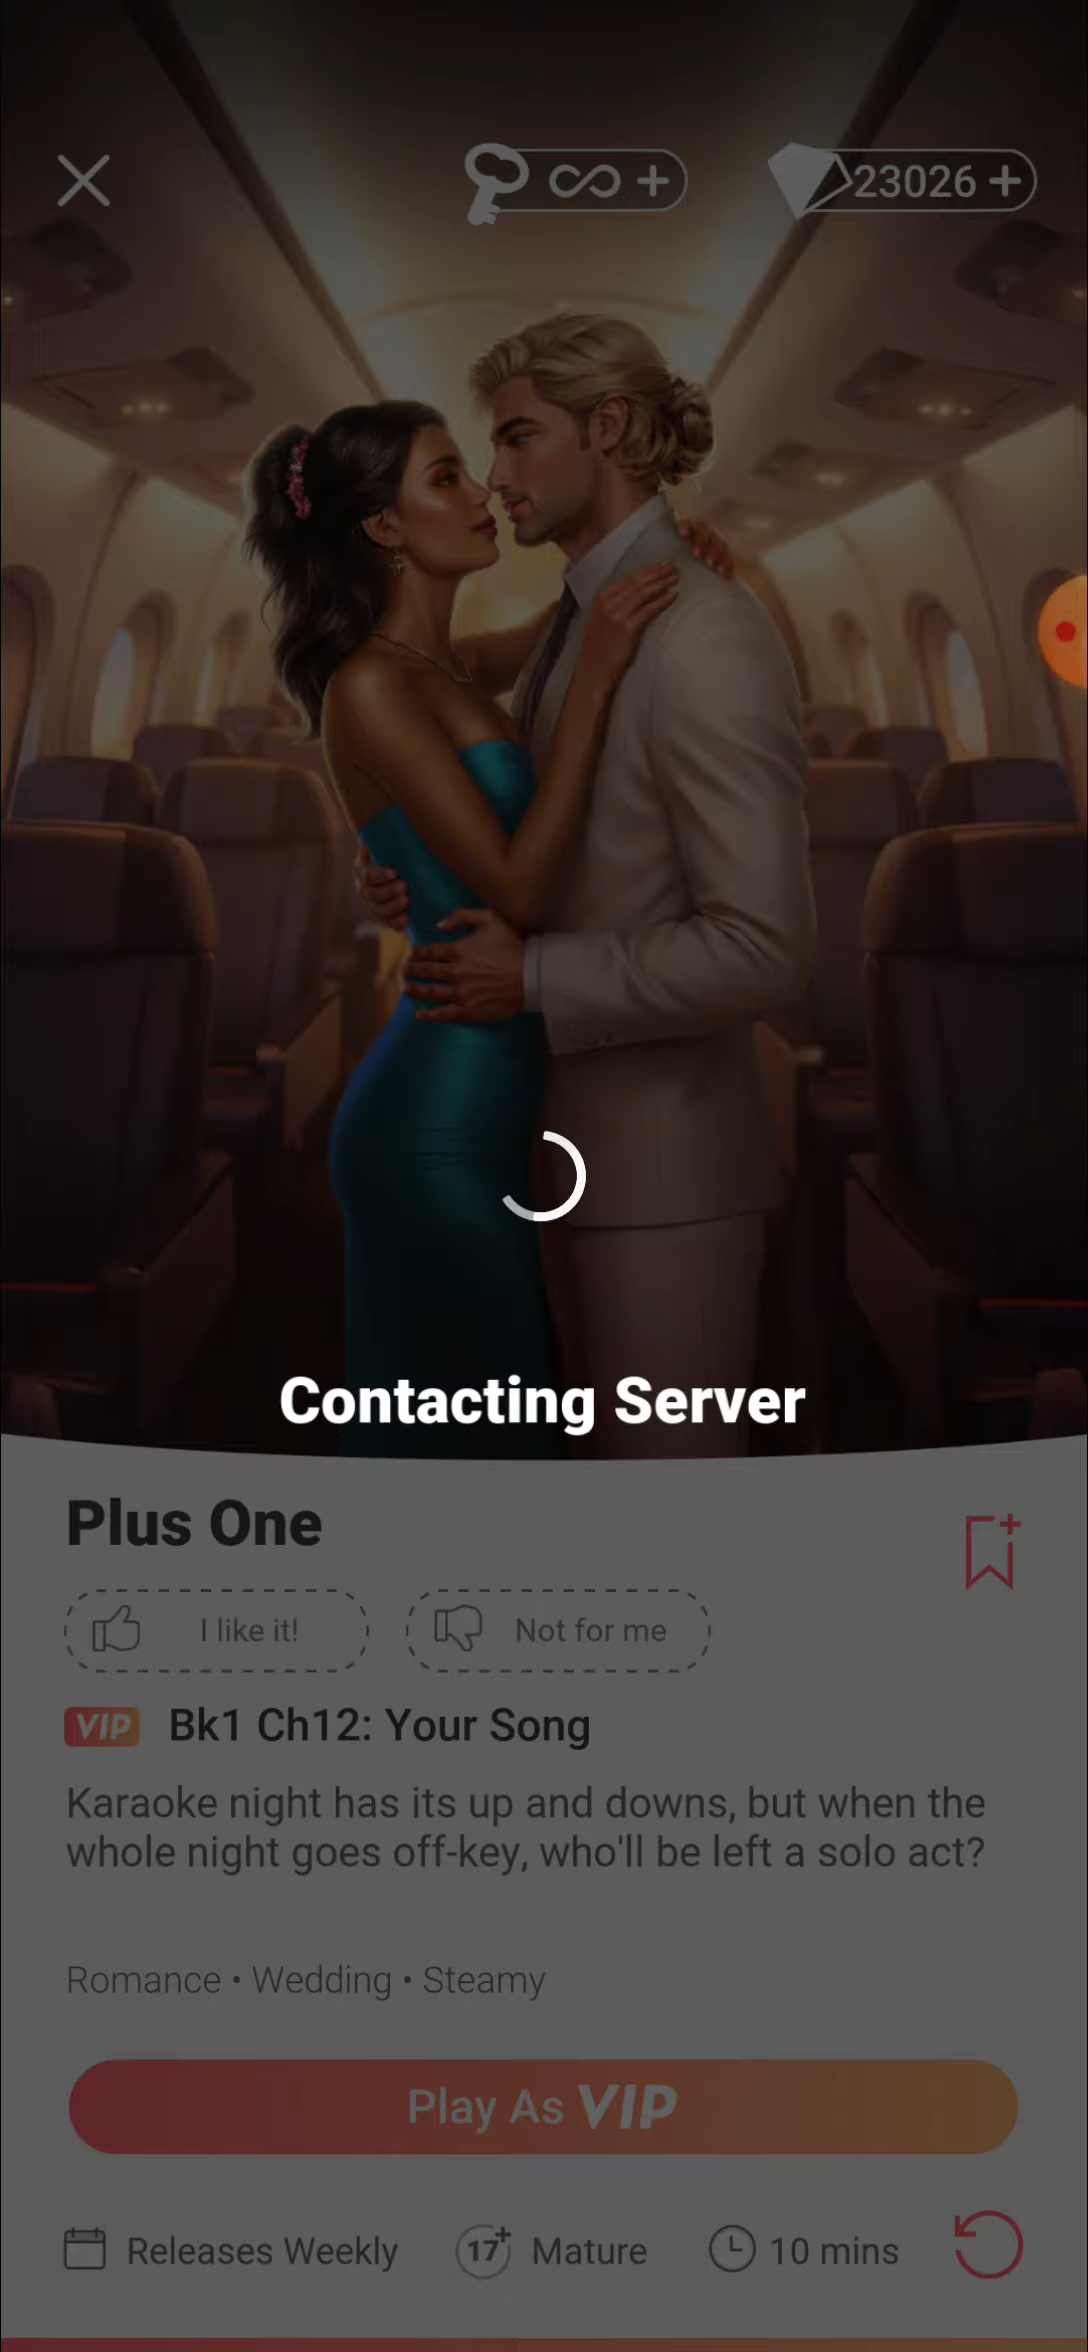 23026
Contacting Server
Plus One
I like it!
Not for me
VIP Bk1 Ch12: Your Song
Karaoke night has its up and downs, but when the
whole night goes off-key, who'll be left a solo act?
Romance • Wedding • Steamy
Play As VIP
Releases Weekly
17+ Mature
10 mins